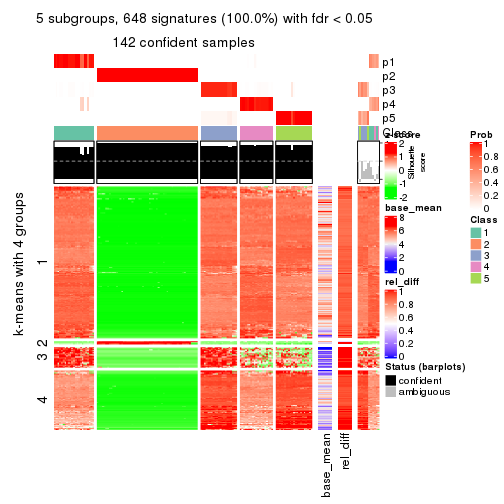 5 subgroups, 648 signatures (100.0%) with fdr < 0.05
142 confident samples
p1
p2
p3
p4
p5
Class
z-score
2
1
0
-1
-2
Silhouette
score
Prob
1
0.8
0.6
0.4
0.2
0
base_mean
8
6
4
2
0
Class
1
2
3
4
5
rel_diff
1
0.8
0.6
0.4
0.2
0
Status (barplots)
confident
ambiguous
k-means with 4 groups
1
2
3
4
base_mean
rel_diff